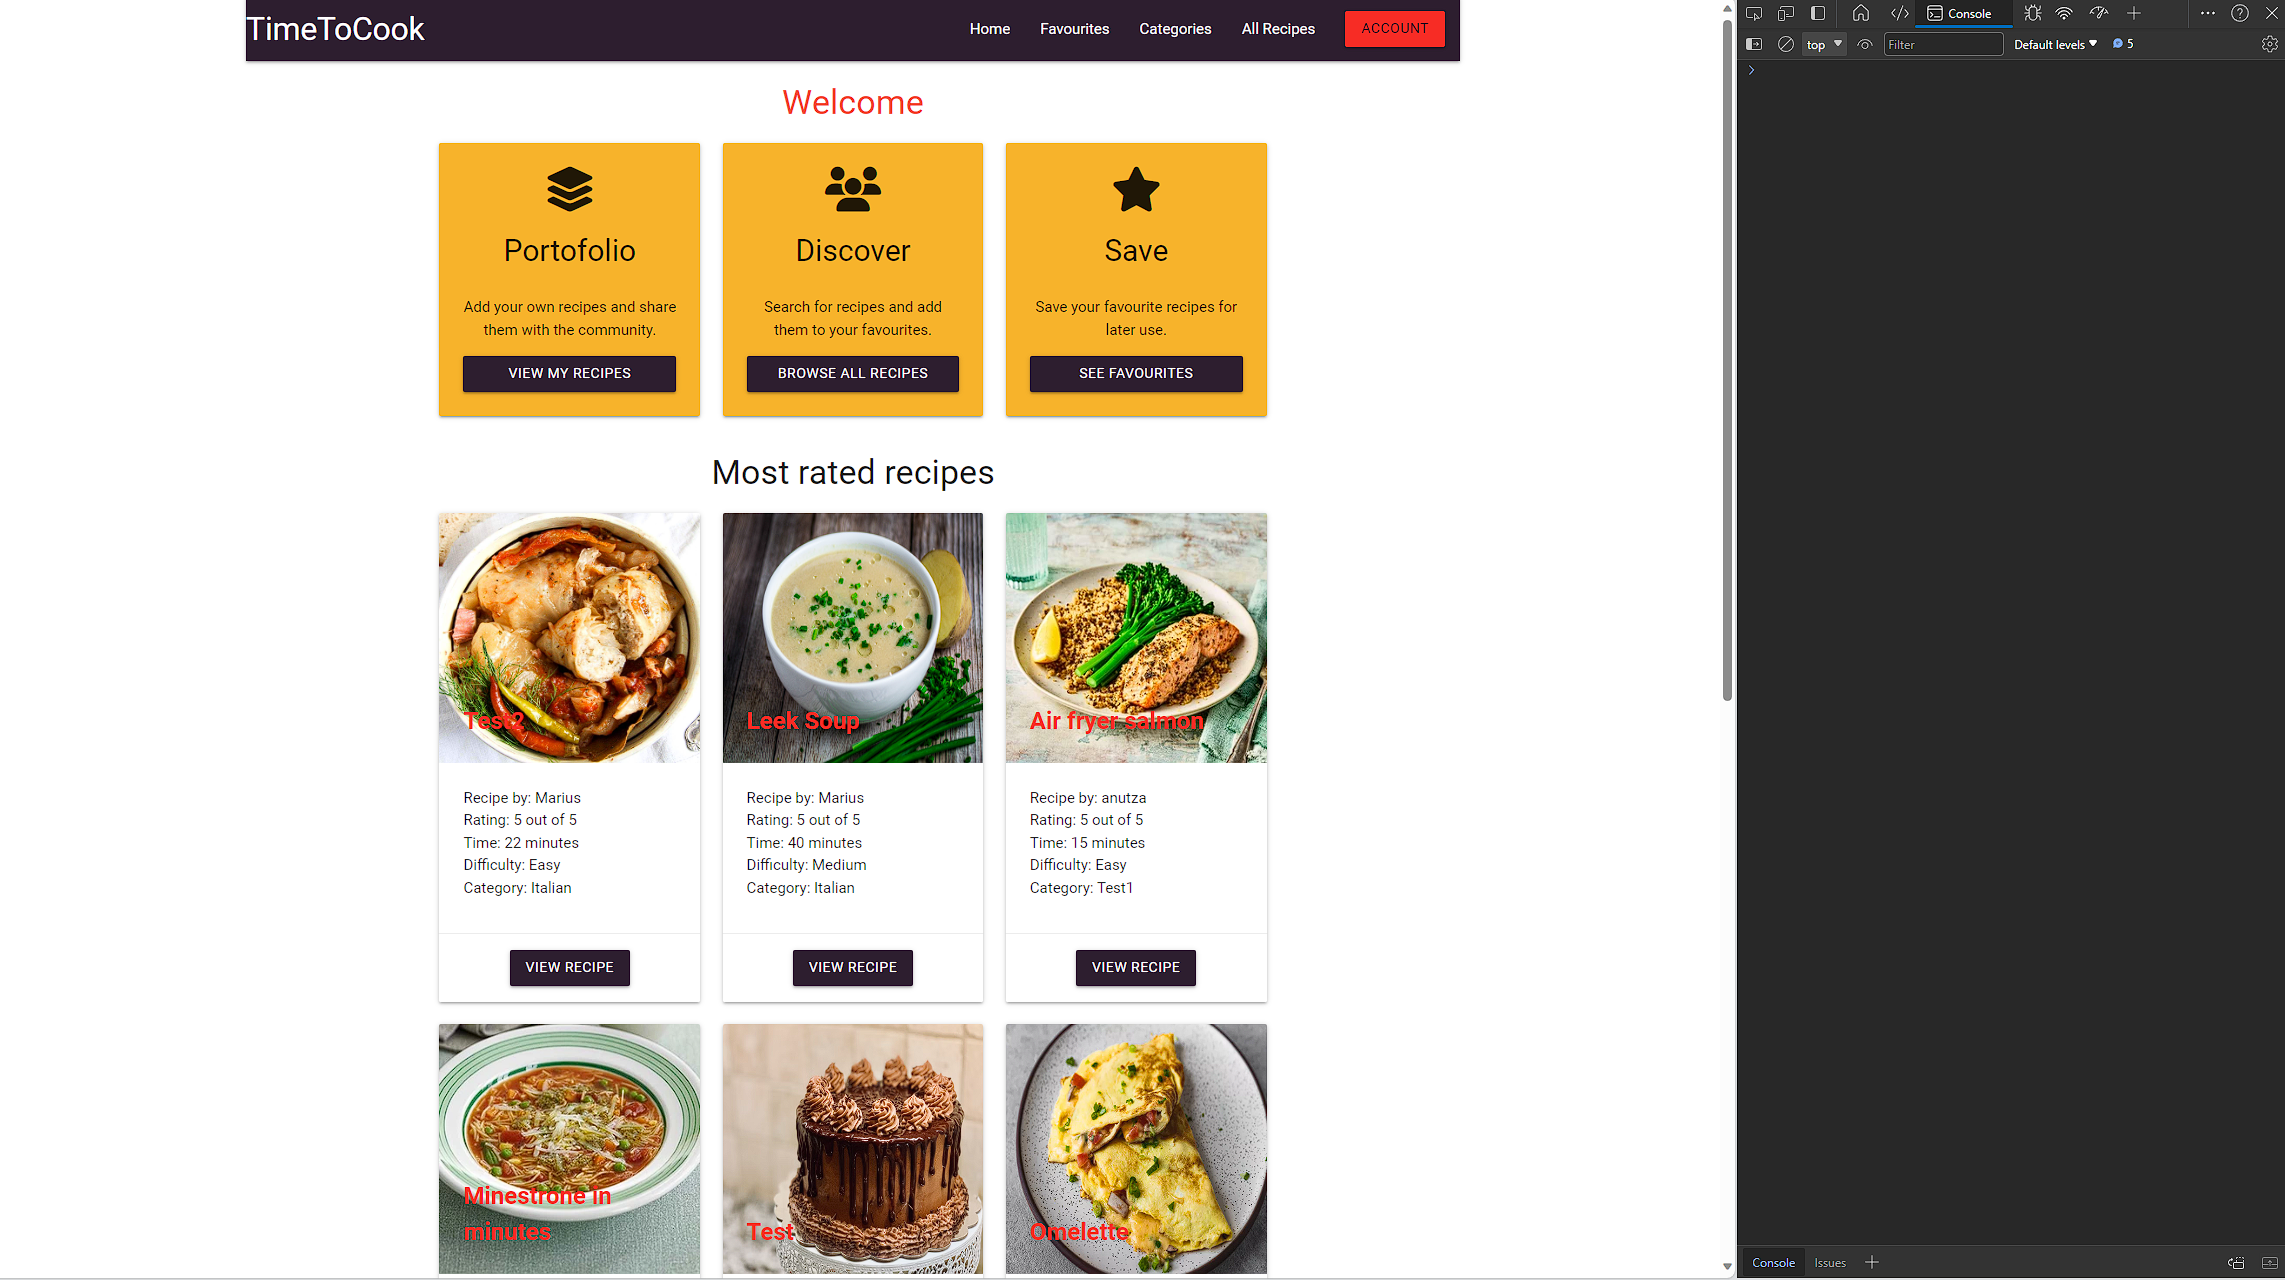 TimeToCook
Home Favourites Categories All Recipes ACCOUNT
Welcome
Portofolio
Add your own recipes and share
them with the community.
VIEW MY RECIPES
Discover
Search for recipes and add
them to your favourites.
BROWSE ALL RECIPES
Save
Save your favourite recipes for
later use.
SEE FAVOURITES
Most rated recipes
Test2
Recipe by: Marius
Rating: 5 out of 5
Time: 22 minutes
Difficulty: Easy
Category: Italian
VIEW RECIPE
Leek Soup
Recipe by: Marius
Rating: 5 out of 5
Time: 40 minutes
Difficulty: Medium
Category: Italian
VIEW RECIPE
Air fryer salmon
Recipe by: anutza
Rating: 5 out of 5
Time: 15 minutes
Difficulty: Easy
Category: Test1
VIEW RECIPE
Minestrone in
minutes
Test
Omelette
Console
top Filter Default levels 5
Console Issues